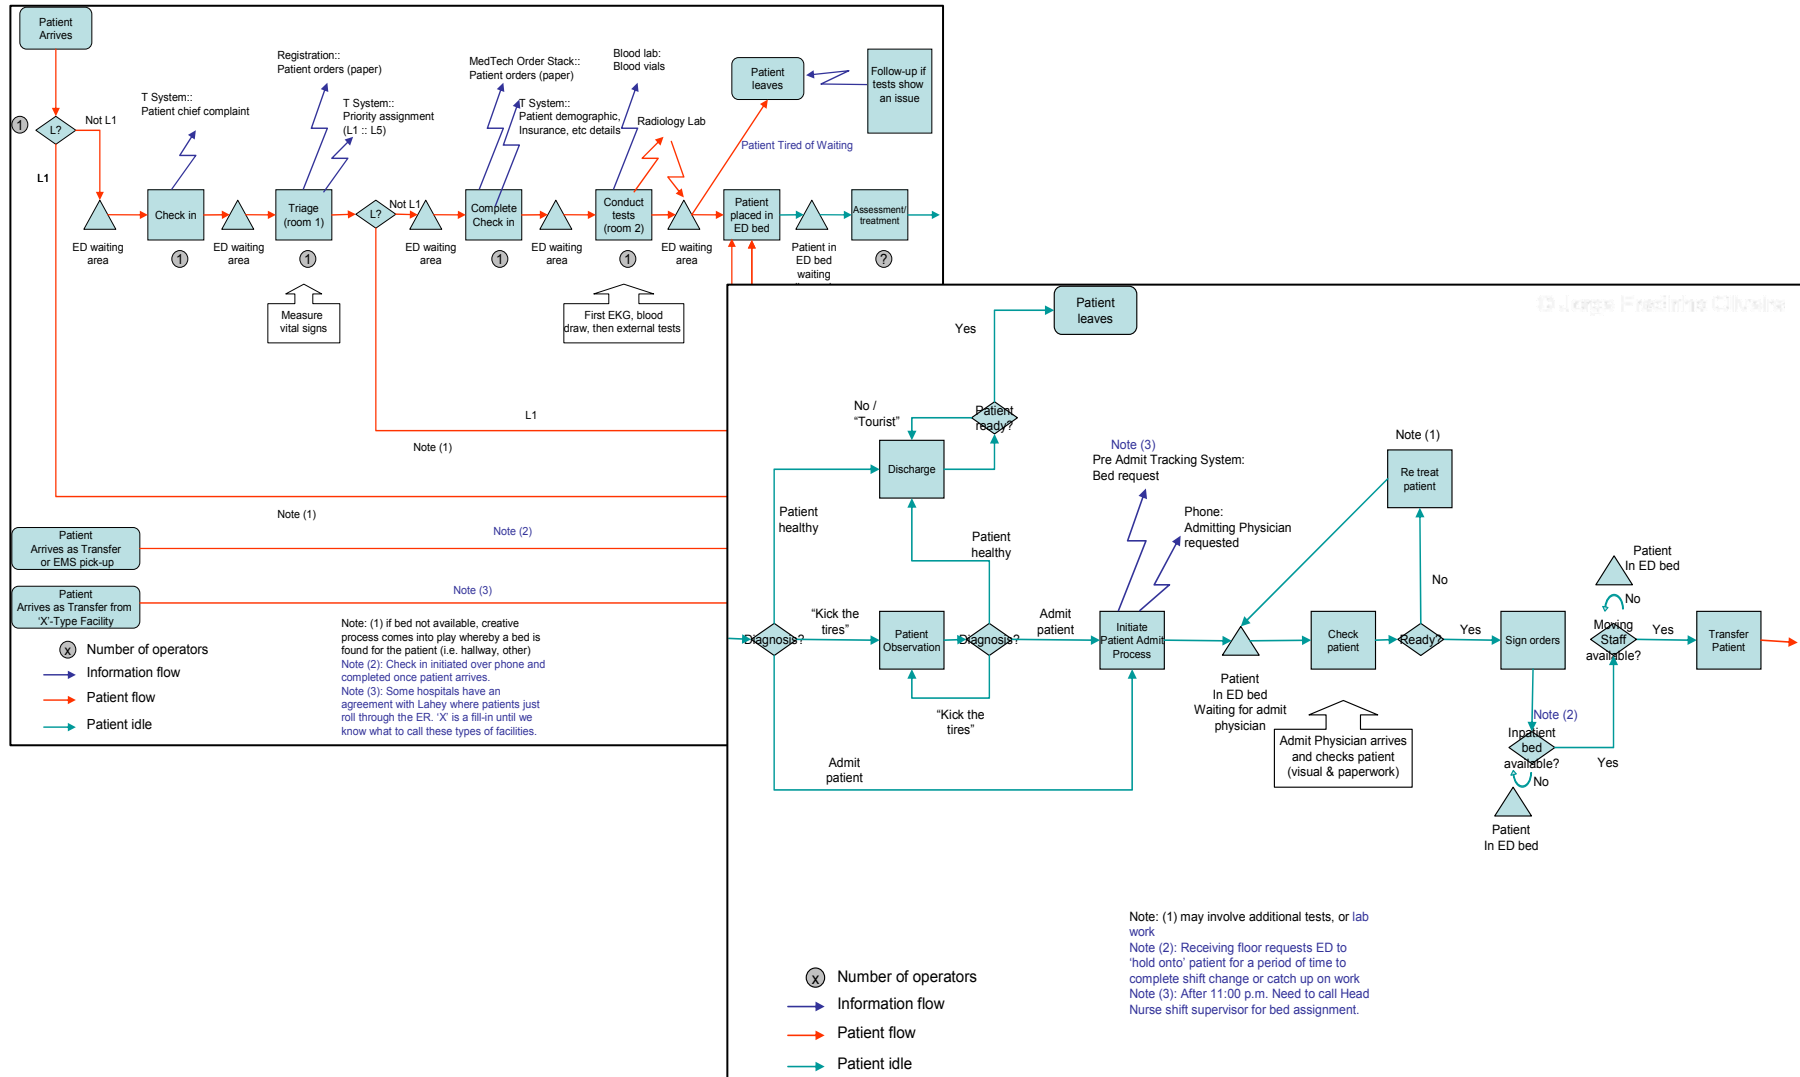 Patient
Arrives
1
L?
Not L1
L1
ED waiting
area
T System::
Patient chief complaint
Check in
1
ED waiting
area
Registration::
Patient orders (paper)
T System::
Priority assignment
(L1 :: L5)
Triage
(room 1)
1
Measure
vital signs
L?
Not L1
ED waiting
area
MedTech Order Stack::
Patient orders (paper)
T System::
Patient demographic,
Insurance, etc details
Complete
Check in
1
ED waiting
area
Blood lab:
Blood vials
Radiology Lab
Conduct
tests
(room 2)
1
First EKG, blood
draw, then external tests
ED waiting
area
Patient
leaves
Follow-up if
tests show
an issue
Patient Tired of Waiting
Patient
placed in
ED bed
Patient in
ED bed
waiting
Assessment/
treatment
?
L1
Note (1)
Note (1)
Patient
Arrives as Transfer
or EMS pick-up
Note (2)
Patient
Arrives as Transfer from
‘X’-Type Facility
Note (3)
x Number of operators
Information flow
Patient flow
Patient idle
Note: (1) if bed not available, creative
process comes into play whereby a bed is
found for the patient (i.e. hallway, other)
Note (2): Check in initiated over phone and
completed once patient arrives.
Note (3): Some hospitals have an
agreement with Lahey where patients just
roll through the ER. ‘X’ is a fill-in until we
know what to call these types of facilities.
Patient
leaves
Yes
No /
“Tourist”
Patient
ready?
Discharge
Patient
healthy
Patient
healthy
Diagnosis?
“Kick the
tires”
Patient
Observation
Diagnosis?
“Kick the
tires”
Admit
patient
Admit
patient
Note (3)
Pre Admit Tracking System:
Bed request
Phone:
Admitting Physician
requested
Initiate
Patient Admit
Process
Patient
In ED bed
Waiting for admit
physician
Note (1)
Re treat
patient
No
Check
patient
Admit Physician arrives
and checks patient
(visual & paperwork)
Ready?
Yes
Sign orders
Note (2)
Inpatient
bed
available?
Yes
No
Patient
In ED bed
Patient
In ED bed
No
Moving
Staff
available?
Yes
Transfer
Patient
Note: (1) may involve additional tests, or lab
work
Note (2): Receiving floor requests ED to
‘hold onto’ patient for a period of time to
complete shift change or catch up on work
Note (3): After 11:00 p.m. Need to call Head
Nurse shift supervisor for bed assignment.
x Number of operators
Information flow
Patient flow
Patient idle